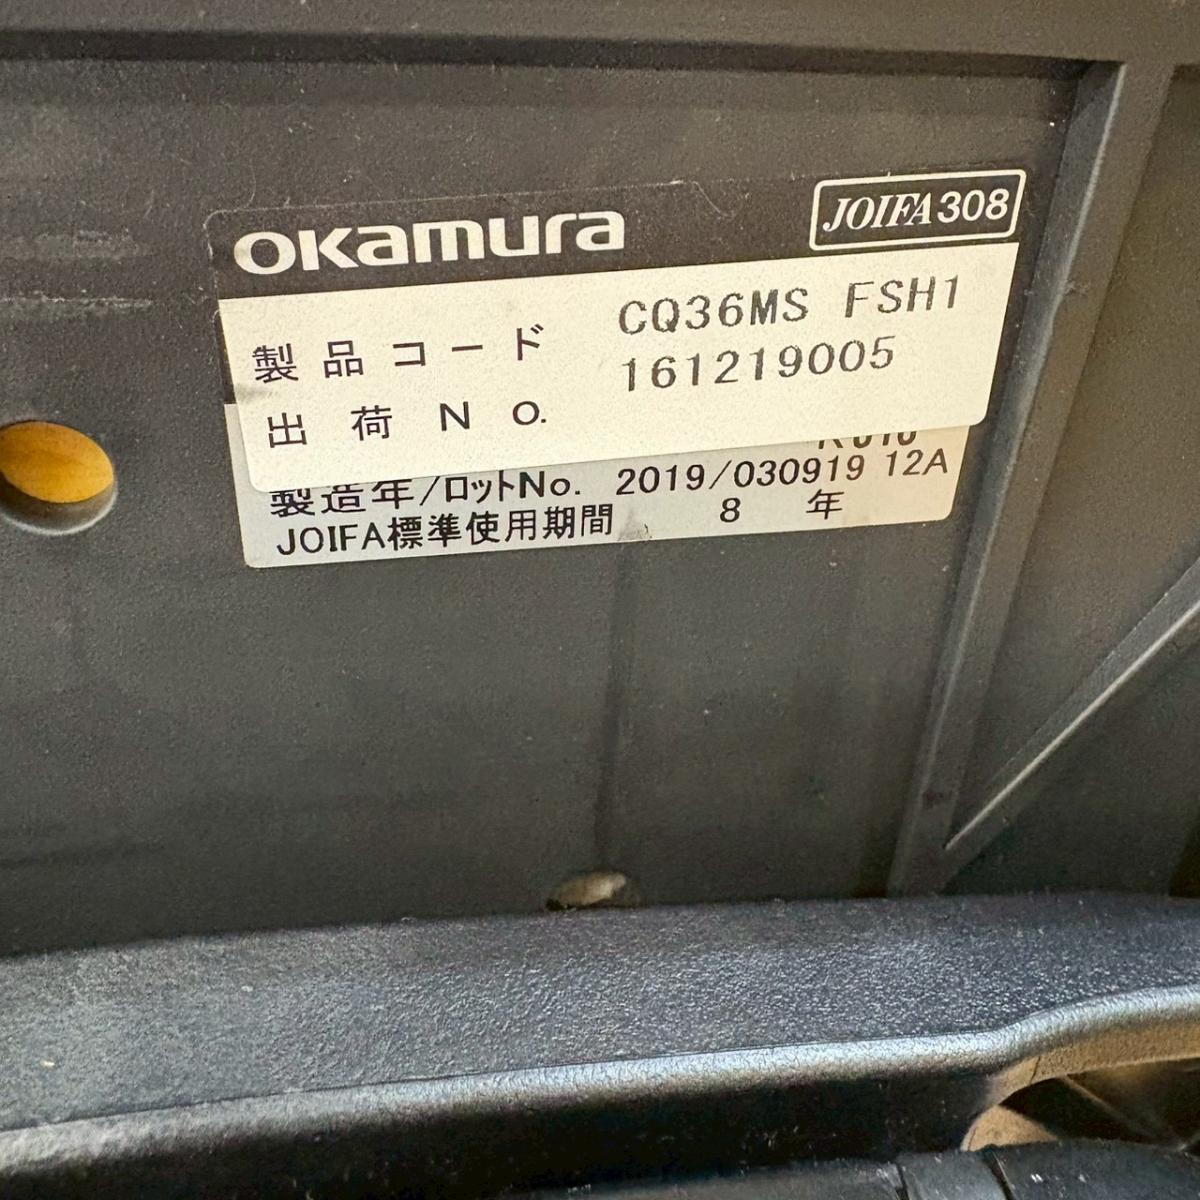 okamura JOIFA308
製品コード CQ36MS FSH1
出荷No. 161219005
製造年/ロットNo. 2019/030919 12A
JOIFA標準使用期間 8 年